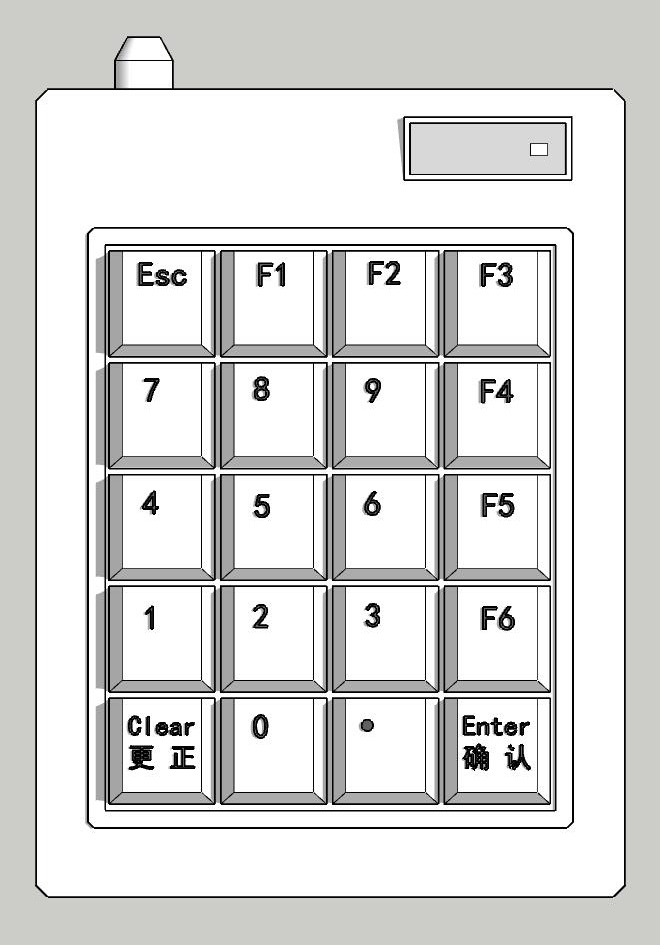 Esc F1 F2 F3
7 8 9 F4
4 5 6 F5
1 2 3 F6
Clear 0 . Enter
更 正 确 认